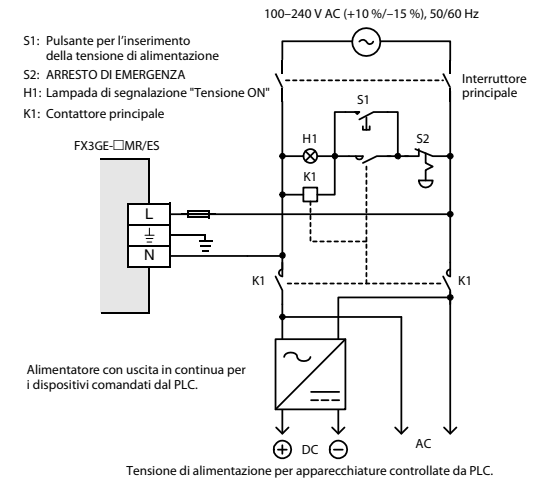 100–240 V AC (+10 %/–15 %), 50/60 Hz
S1: Pulsante per l'inserimento
della tensione di alimentazione
S2: ARRESTO DI EMERGENZA
H1: Lampada di segnalazione "Tensione ON"
K1: Contattore principale
Interruttore
principale
S1
H1
S2
K1
FX3GE-□MR/ES
L
N
K1
K1
Alimentatore con uscita in continua per
i dispositivi comandati dal PLC.
+ DC –
AC
Tensione di alimentazione per apparecchiature controllate da PLC.